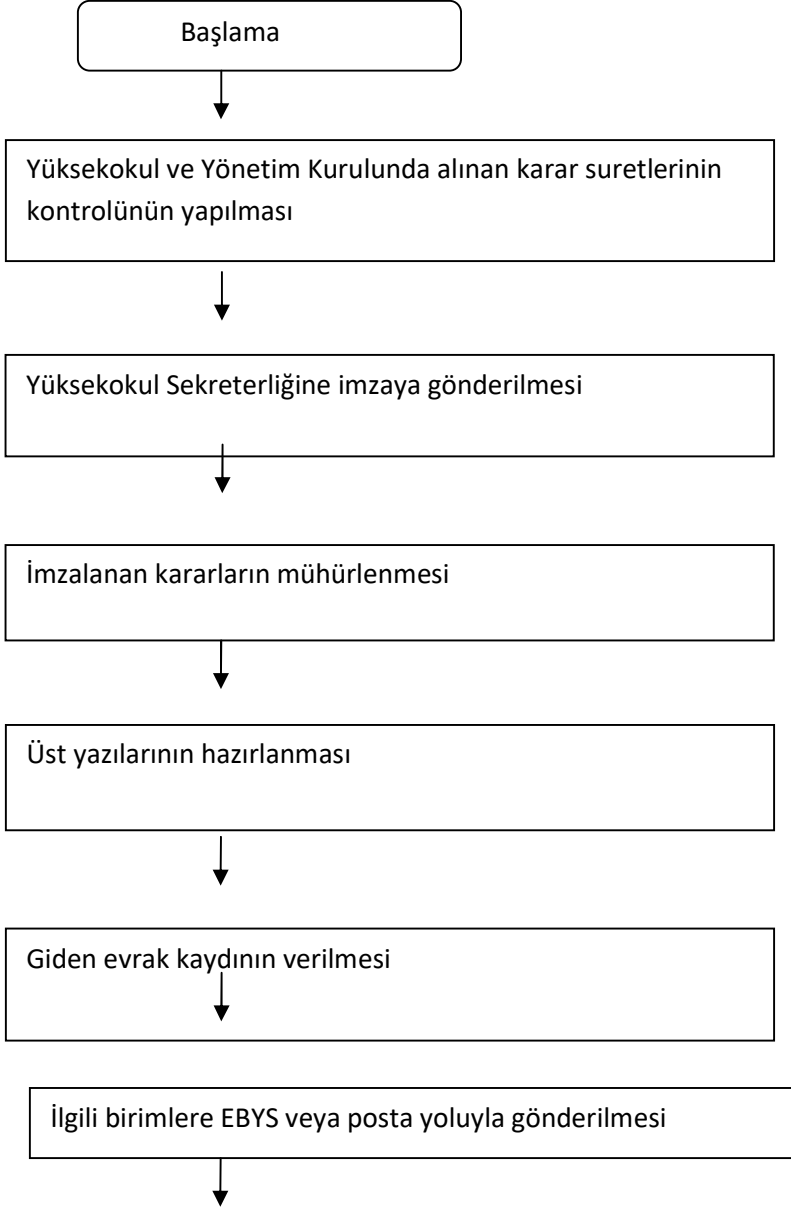 Başlama
Yüksekokul ve Yönetim Kurulunda alınan karar suretlerinin
kontrolünün yapılması
Yüksekokul Sekreterliğine imzaya gönderilmesi
İmzalanan kararların mühürlenmesi
Üst yazılarının hazırlanması
Giden evrak kaydının verilmesi
İlgili birimlere EBYS veya posta yoluyla gönderilmesi